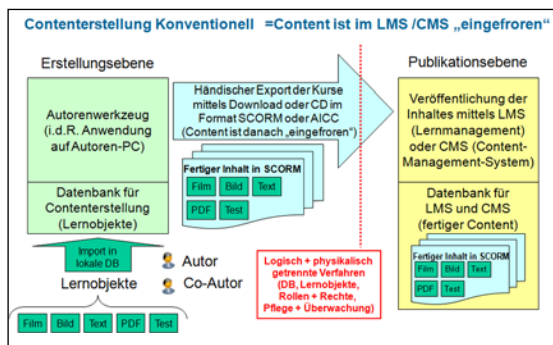 Contenterstellung Konventionell =Content ist im LMS /CMS „eingefroren“
Erstellungsebene
Autorenwerkzeug
(i.d.R. Anwendung
auf Autoren-PC)
Datenbank für
Contenterstellung
(Lernobjekte)
Import in
lokale DB
Lernobjekte
Autor
Co-Autor
Film
Bild
Text
PDF
Test
Händischer Export der Kurse
mittels Download oder CD im
Format SCORM oder AICC
(Content ist danach „eingefroren“)
Fertiger Inhalt in SCORM
Film
Bild
Text
PDF
Test
Logisch + physikalisch
getrennte Verfahren
(DB, Lernobjekte,
Rollen + Rechte,
Pflege + Überwachung)
Publikationsebene
Veröffentlichung der
Inhaltes mittels LMS
(Lernmanagement)
oder CMS (Content-
Management-System)
Datenbank für
LMS und CMS
(fertiger Content)
Fertiger Inhalt in SCORM
Film
Bild
Text
PDF
Test